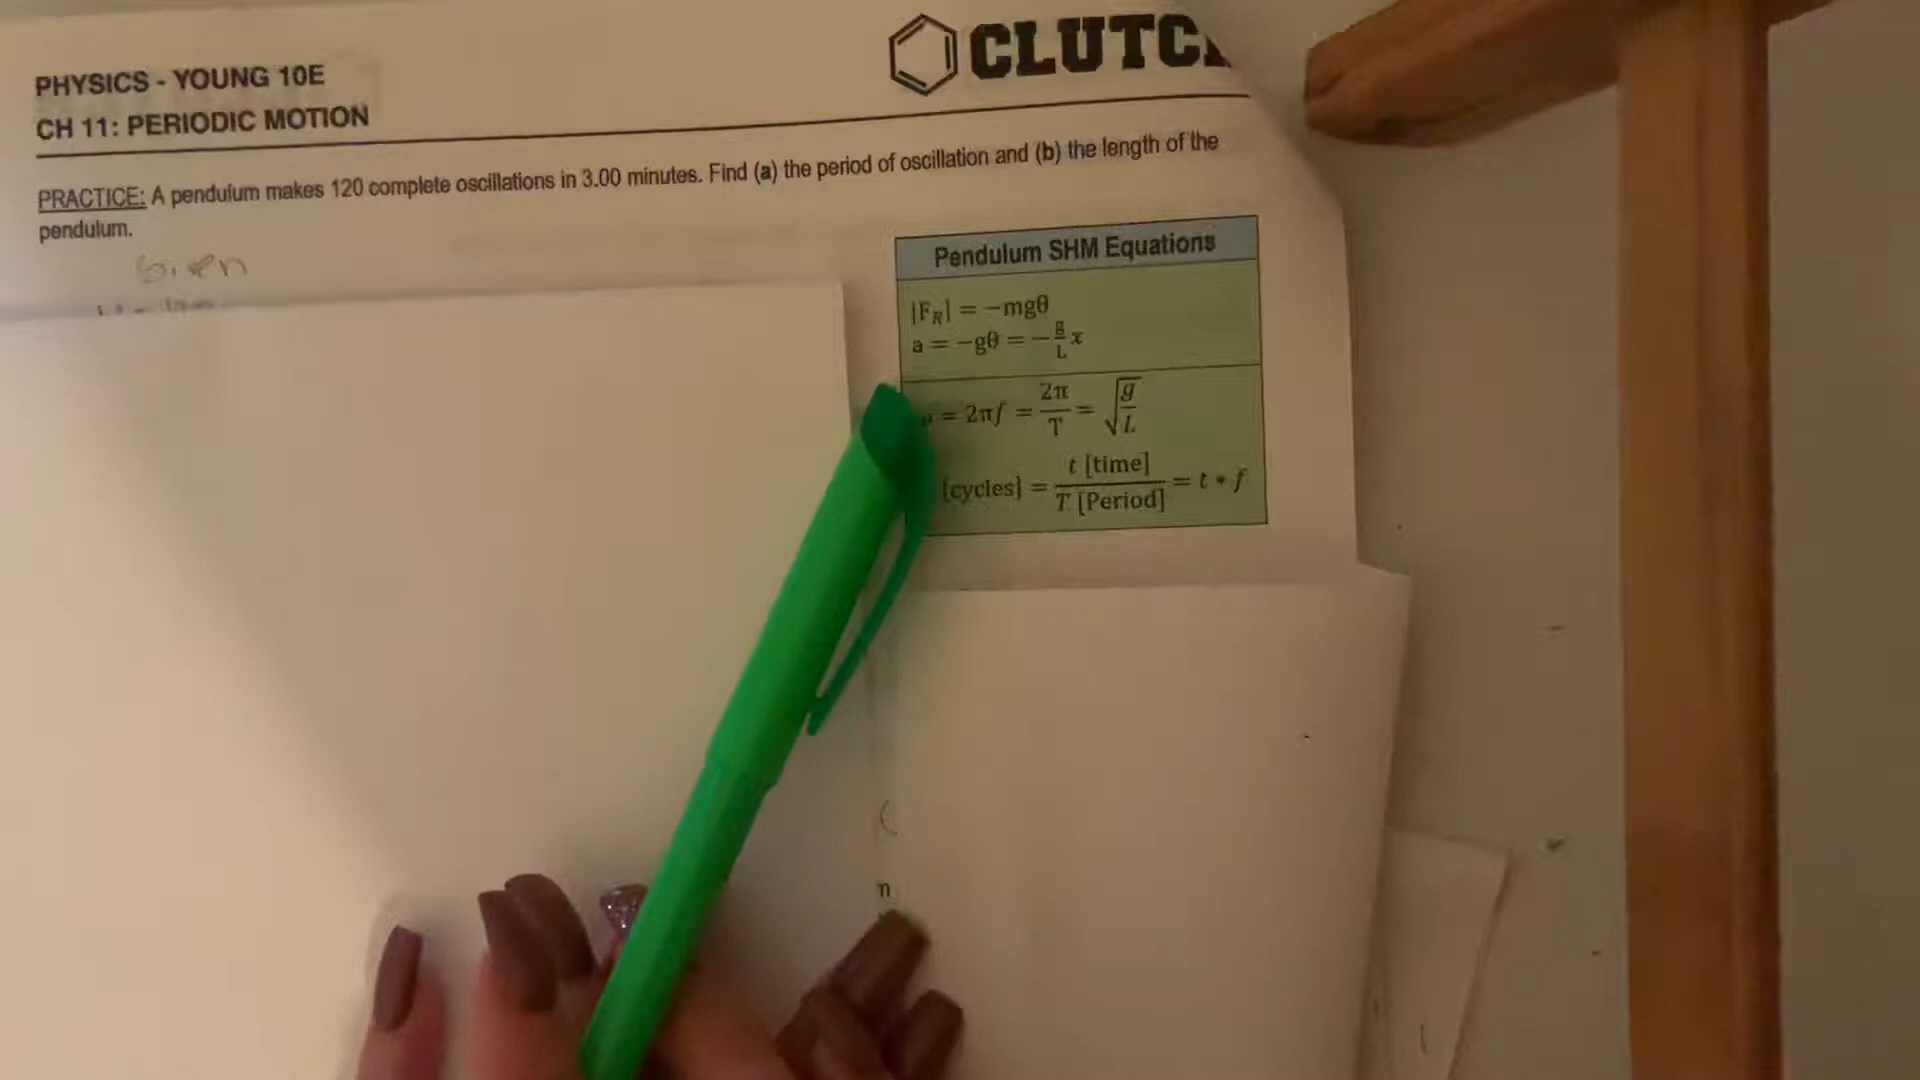 PHYSICS - YOUNG 10E
CLUTC
CH 11: PERIODIC MOTION
PRACTICE: A pendulum makes 120 complete oscillations in 3.00 minutes. Find (a) the period of oscillation and (b) the length of the
pendulum.
Given
Pendulum SHM Equations
|F_R| = −mgθ
a = −gθ = −g/L x
= 2πf = 2π/T = √(g/L)
[cycles] = t [time] / T [Period] = t * f
(
n